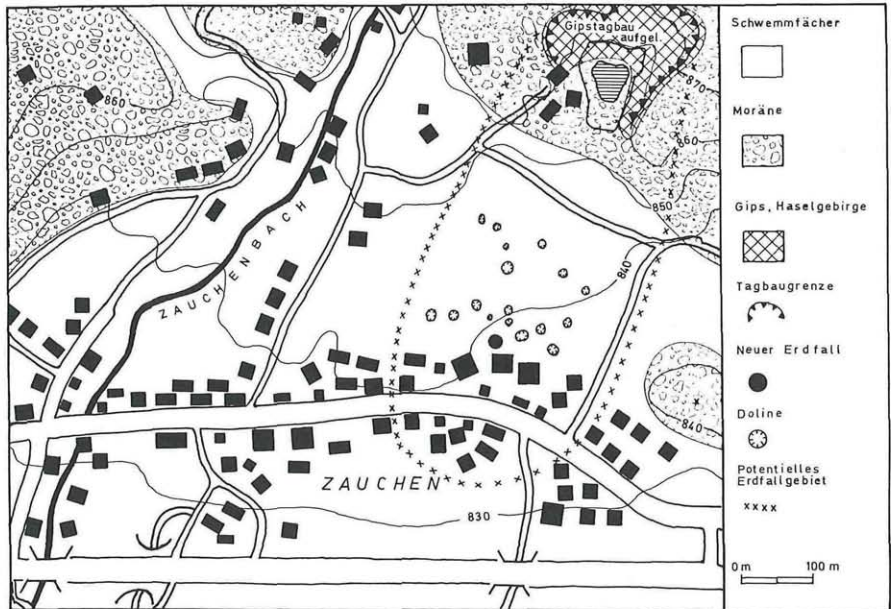 Gipstagbau
aufgel.
870
860
860
850
840
ZAUCHENBACH
840
ZAUCHEN
830
Schwemmfächer
Moräne
Gips, Haselgebirge
Tagbaugrenze
Neuer Erdfall
Doline
Potentielles
Erdfallgebiet
xxxx
0 m 100 m